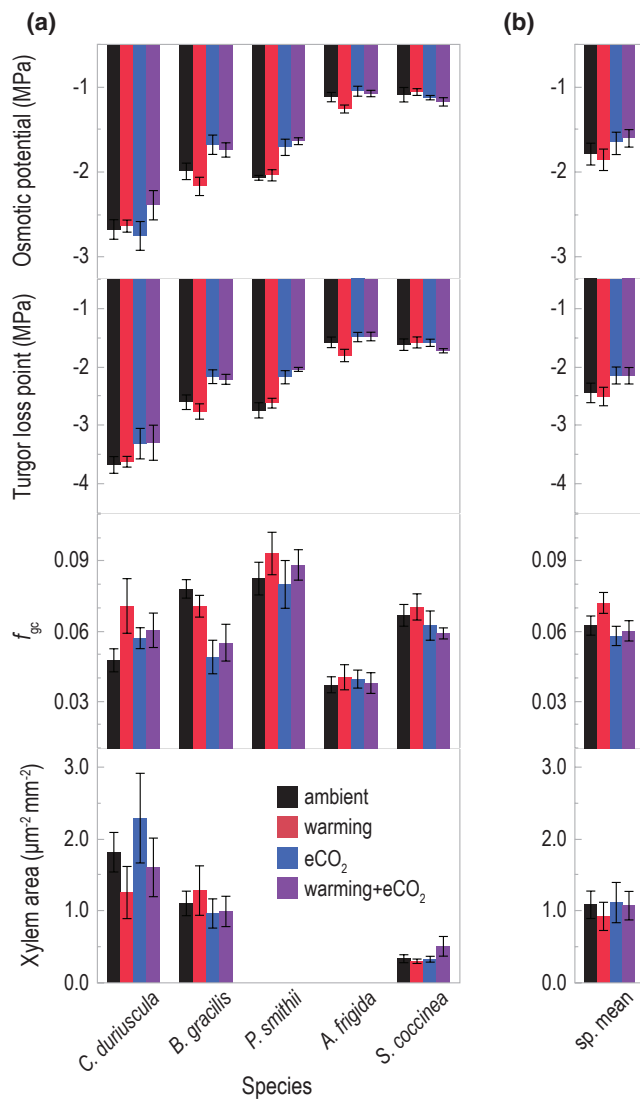 (a)
(b)
Osmotic potential (MPa)
-1
-2
-3
-1
-2
-3
Turgor loss point (MPa)
-1
-2
-3
-4
-1
-2
-3
-4
f gc
0.09
0.06
0.03
0.09
0.06
0.03
Xylem area (µm⁻² mm⁻²)
3.0
2.0
1.0
0.0
3.0
2.0
1.0
0.0
ambient
warming
eCO₂
warming+eCO₂
C. duriuscula
B. gracilis
P. smithii
A. frigida
S. coccinea
sp. mean
Species